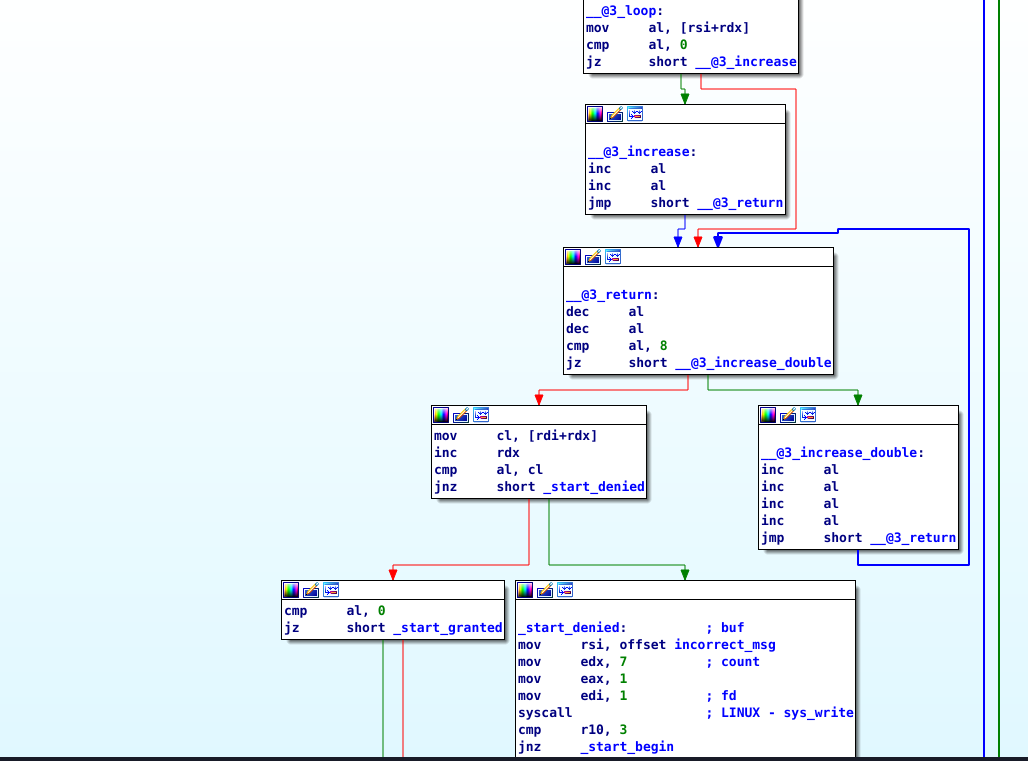 __@3_loop:
mov al, [rsi+rdx]
cmp al, 0
jz short __@3_increase
__@3_increase:
inc al
inc al
jmp short __@3_return
__@3_return:
dec al
dec al
cmp al, 8
jz short __@3_increase_double
mov cl, [rdi+rdx]
inc rdx
cmp al, cl
jnz short _start_denied
__@3_increase_double:
inc al
inc al
inc al
inc al
jmp short __@3_return
cmp al, 0
jz short _start_granted
_start_denied: ; buf
mov rsi, offset incorrect_msg
mov edx, 7 ; count
mov eax, 1
mov edi, 1 ; fd
syscall ; LINUX - sys_write
cmp r10, 3
jnz _start_begin